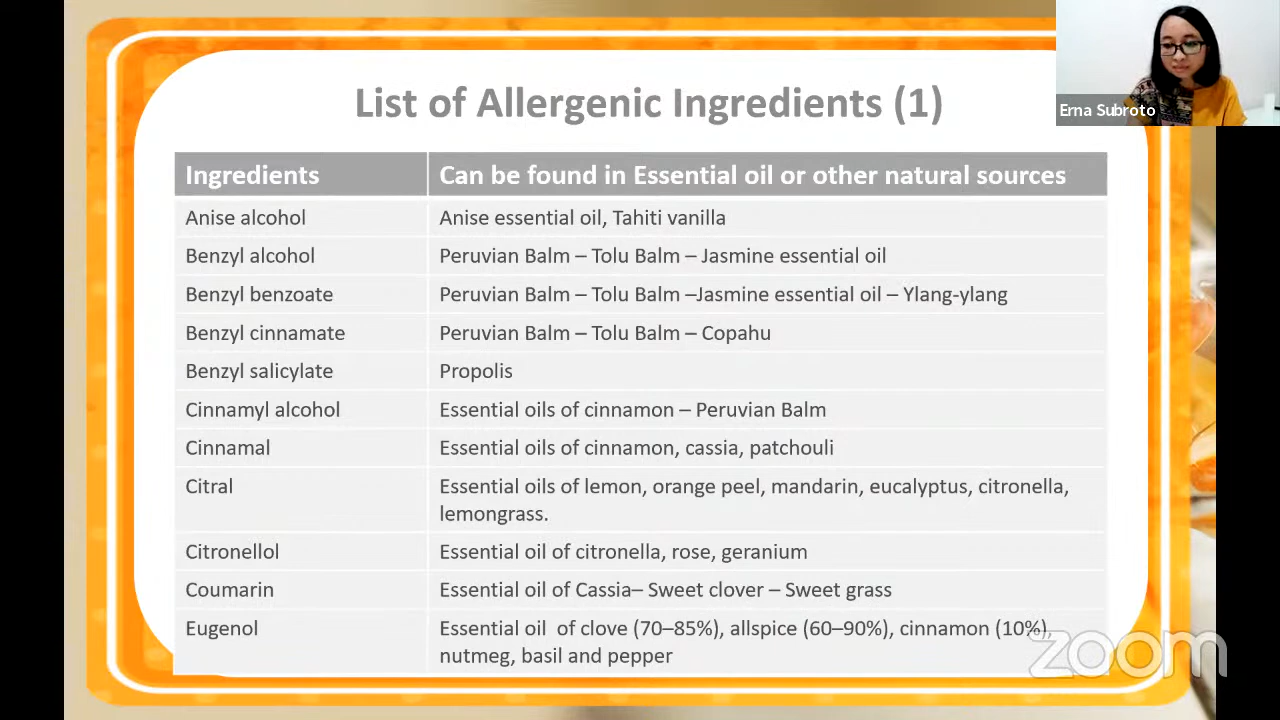 List of Allergenic Ingredients (1)
Erna Subroto
Ingredients
Can be found in Essential oil or other natural sources
Anise alcohol
Anise essential oil, Tahiti vanilla
Benzyl alcohol
Peruvian Balm – Tolu Balm – Jasmine essential oil
Benzyl benzoate
Peruvian Balm – Tolu Balm –Jasmine essential oil – Ylang-ylang
Benzyl cinnamate
Peruvian Balm – Tolu Balm – Copahu
Benzyl salicylate
Propolis
Cinnamyl alcohol
Essential oils of cinnamon – Peruvian Balm
Cinnamal
Essential oils of cinnamon, cassia, patchouli
Citral
Essential oils of lemon, orange peel, mandarin, eucalyptus, citronella,
lemongrass.
Citronellol
Essential oil of citronella, rose, geranium
Coumarin
Essential oil of Cassia– Sweet clover – Sweet grass
Eugenol
Essential oil  of clove (70–85%), allspice (60–90%), cinnamon (10%),
nutmeg, basil and pepper
zoom